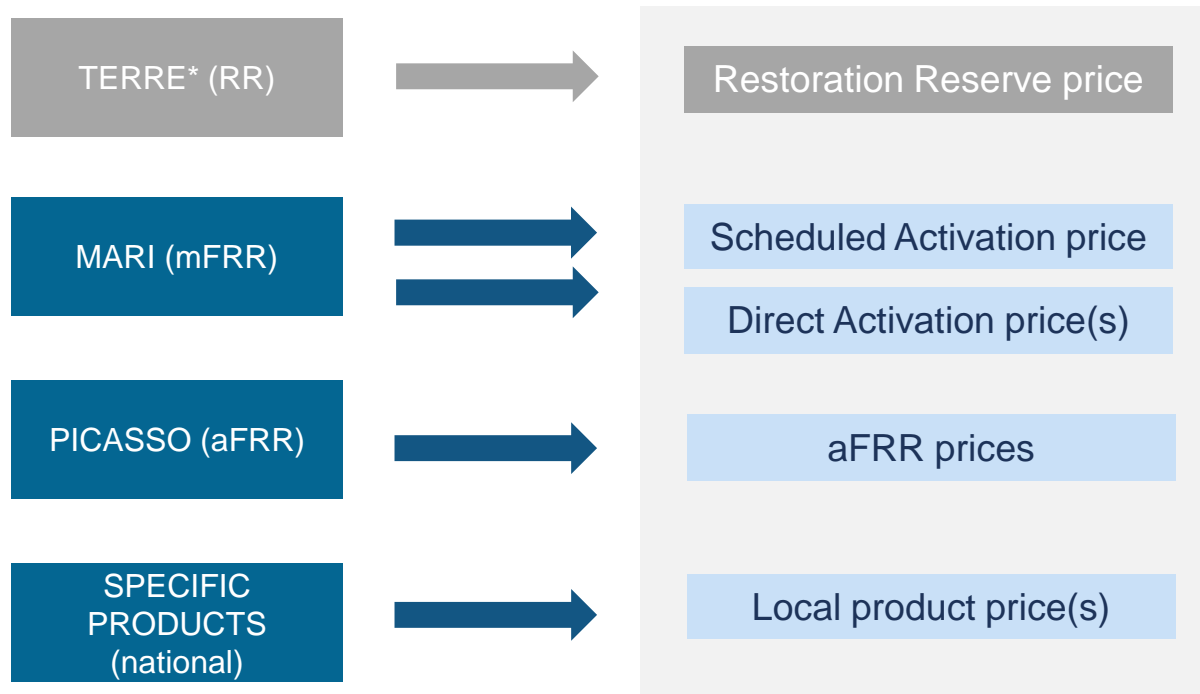 TERRE* (RR)
Restoration Reserve price
MARI (mFRR)
Scheduled Activation price
Direct Activation price(s)
PICASSO (aFRR)
aFRR prices
SPECIFIC
PRODUCTS
(national)
Local product price(s)